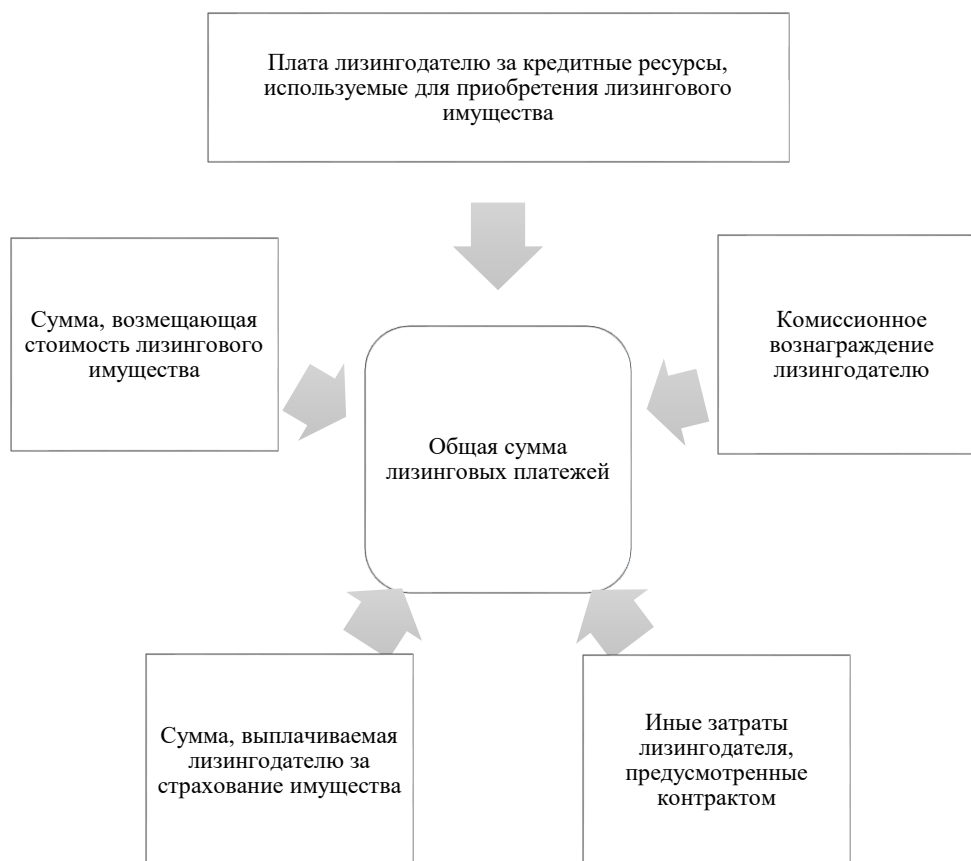 Плата лизингодателю за кредитные ресурсы,
используемые для приобретения лизингового
имущества
Сумма, возмещающая
стоимость лизингового
имущества
Комиссионное
вознаграждение
лизингодателю
Общая сумма
лизинговых платежей
Сумма, выплачиваемая
лизингодателю за
страхование имущества
Иные затраты
лизингодателя,
предусмотренные
контрактом